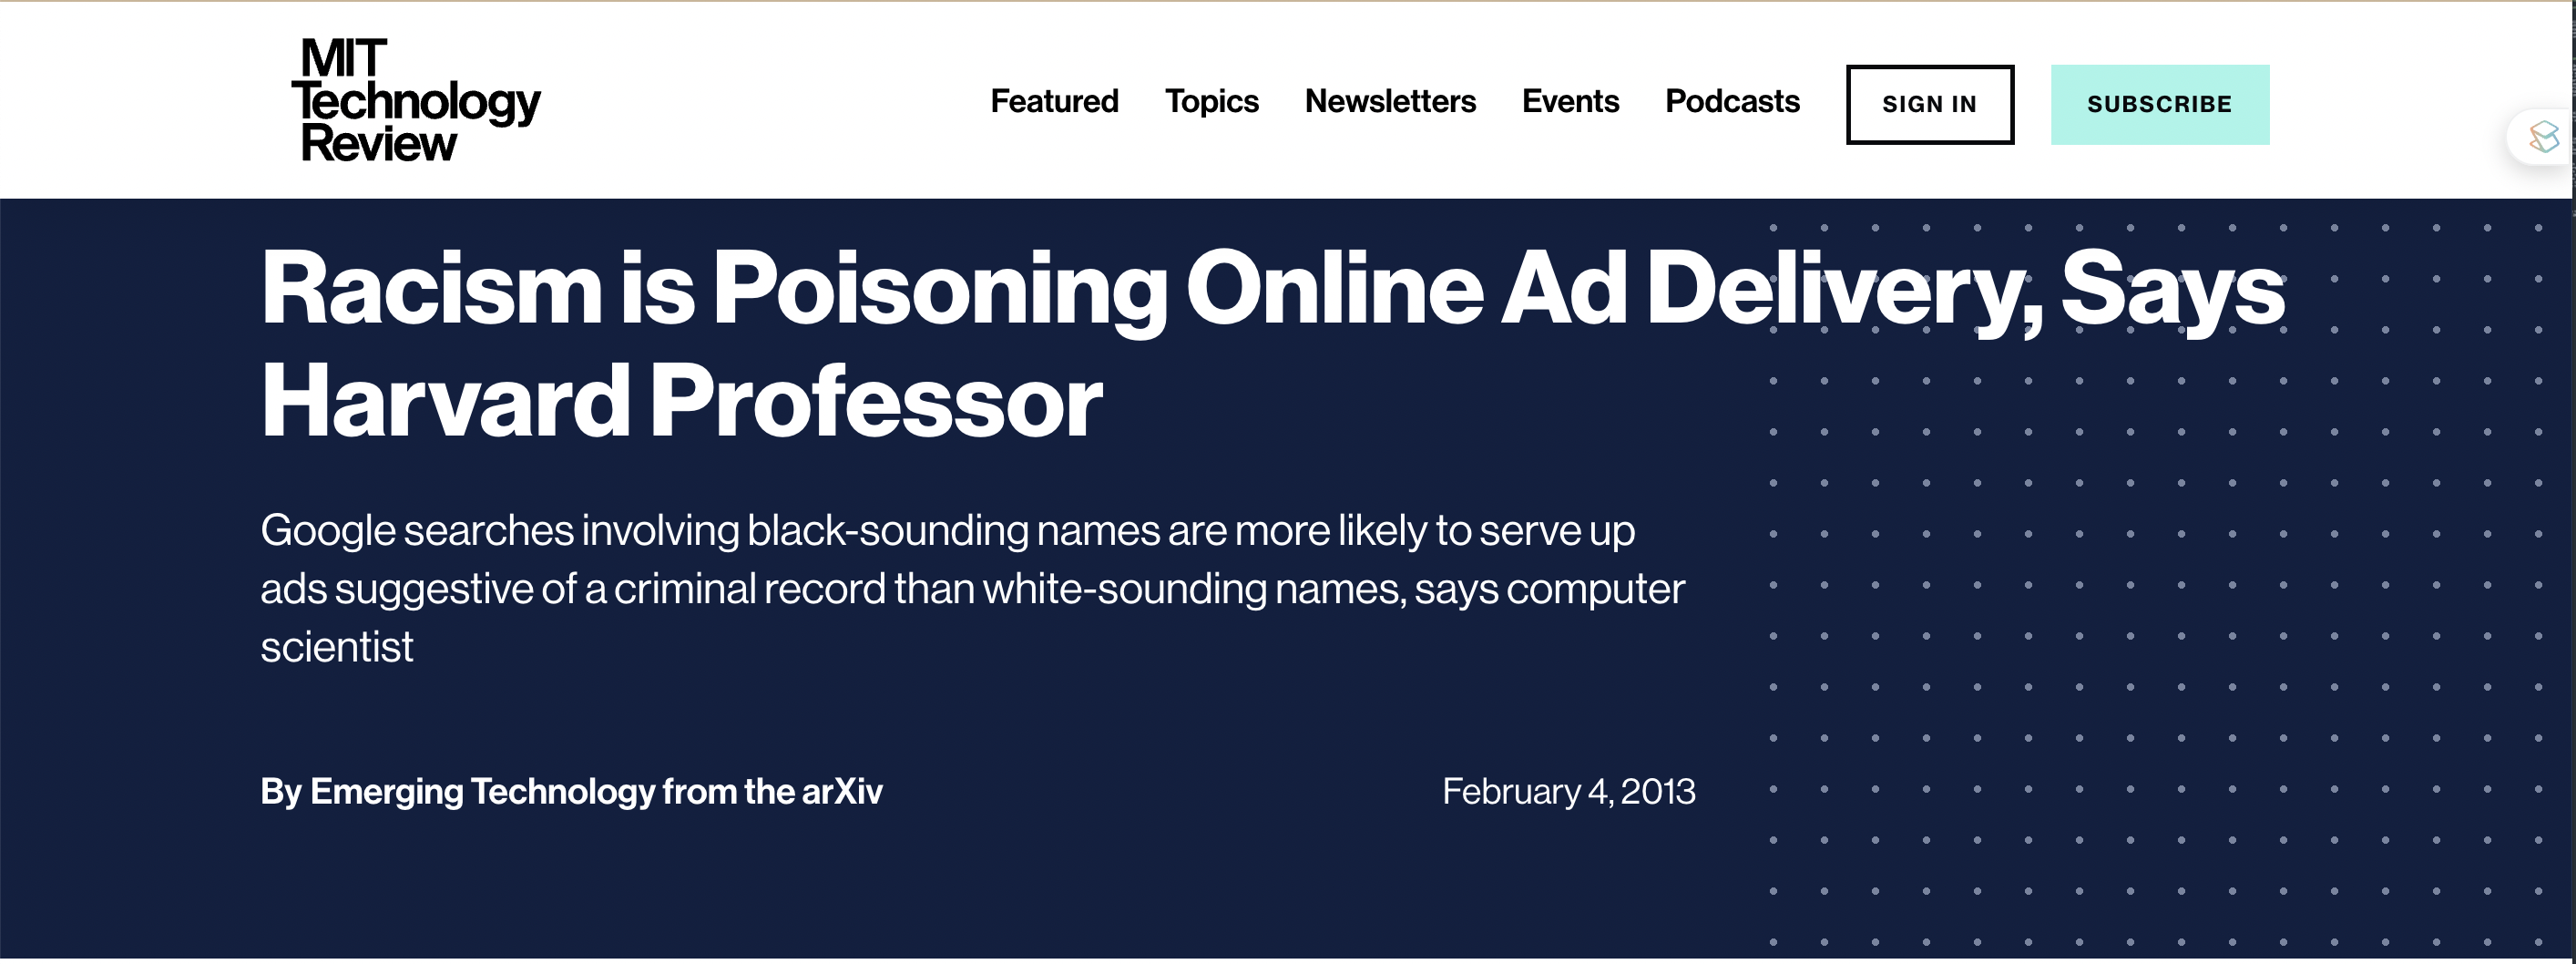 MIT
Technology
Review
Featured Topics Newsletters Events Podcasts SIGN IN SUBSCRIBE
Racism is Poisoning Online Ad Delivery, Says
Harvard Professor
Google searches involving black-sounding names are more likely to serve up
ads suggestive of a criminal record than white-sounding names, says computer
scientist
By Emerging Technology from the arXiv February 4, 2013